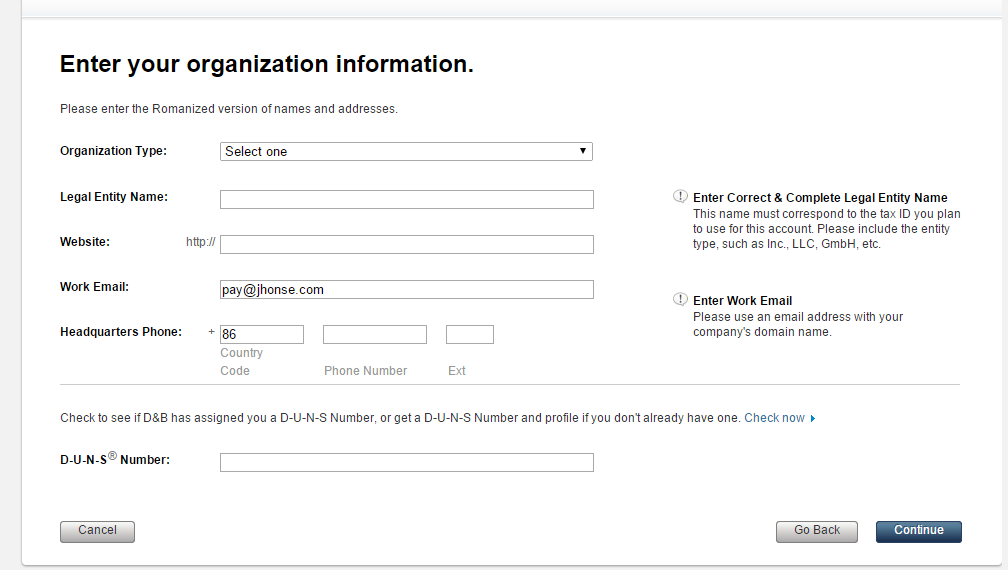 Enter your organization information.
Please enter the Romanized version of names and addresses.
Organization Type: Select one
Legal Entity Name:
Enter Correct & Complete Legal Entity Name
This name must correspond to the tax ID you plan
to use for this account. Please include the entity
type, such as Inc., LLC, GmbH, etc.
Website: http://
Work Email: pay@jhonse.com
Enter Work Email
Please use an email address with your
company's domain name.
Headquarters Phone: + 86
Country
Code Phone Number Ext
Check to see if D&B has assigned you a D-U-N-S Number, or get a D-U-N-S Number and profile if you don't already have one. Check now
D-U-N-S® Number:
Cancel Go Back Continue